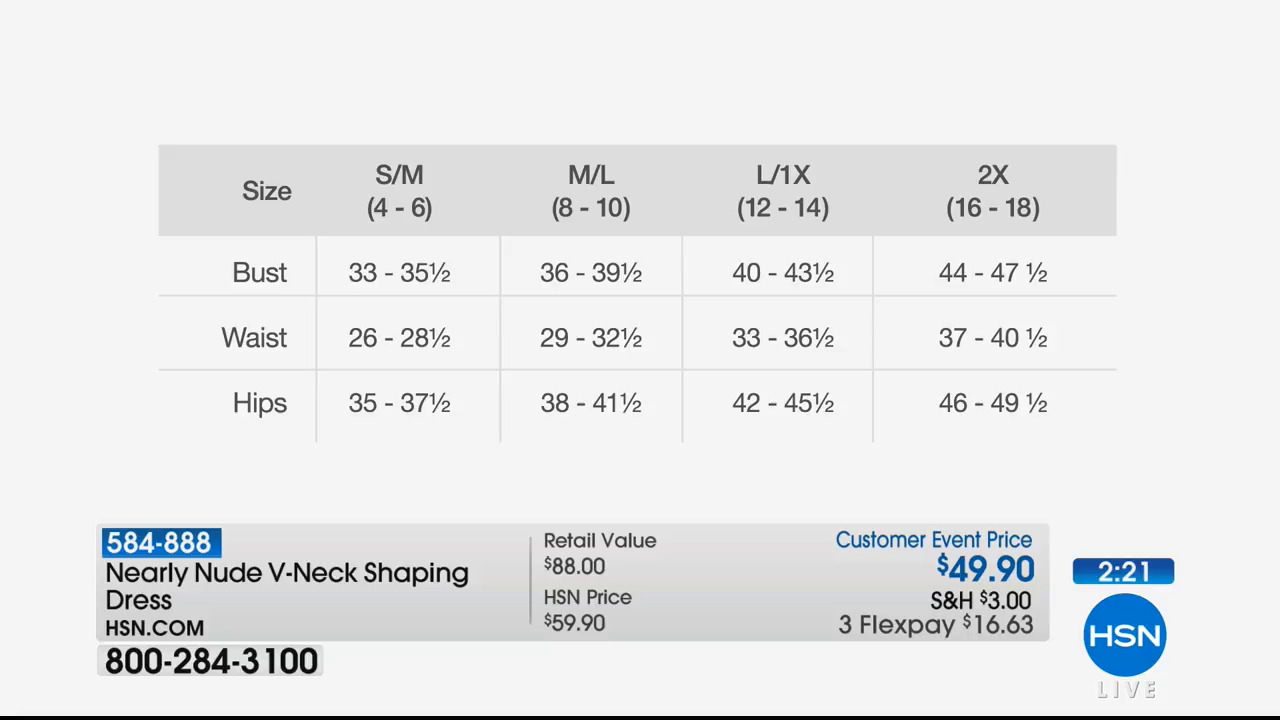 Size S/M M/L L/1X 2X
(4 - 6) (8 - 10) (12 - 14) (16 - 18)
Bust 33 - 35½ 36 - 39½ 40 - 43½ 44 - 47 ½
Waist 26 - 28½ 29 - 32½ 33 - 36½ 37 - 40 ½
Hips 35 - 37½ 38 - 41½ 42 - 45½ 46 - 49 ½
584-888
Nearly Nude V-Neck Shaping
Dress
HSN.COM
800-284-3100
Retail Value
$88.00
HSN Price
$59.90
Customer Event Price
$49.90
S&H $3.00
3 Flexpay $16.63
2:21
HSN
LIVE